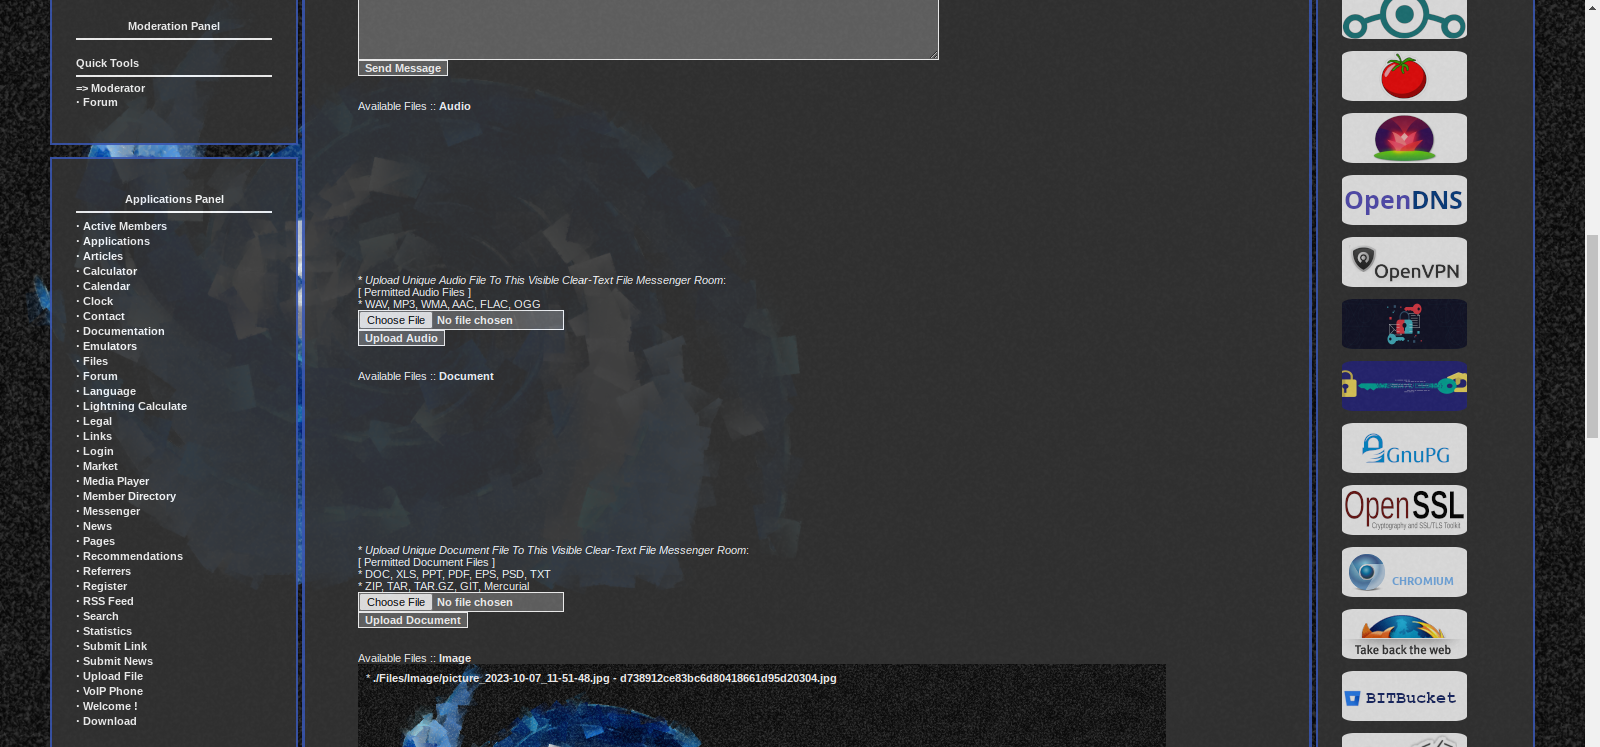 Moderation Panel
Quick Tools
=> Moderator
· Forum
Applications Panel
· Active Members
· Applications
· Articles
· Calculator
· Calendar
· Clock
· Contact
· Documentation
· Emulators
· Files
· Forum
· Language
· Lightning Calculate
· Legal
· Links
· Login
· Market
· Media Player
· Member Directory
· Messenger
· News
· Pages
· Recommendations
· Referrers
· Register
· RSS Feed
· Search
· Statistics
· Submit Link
· Submit News
· Upload File
· VoIP Phone
· Welcome !
· Download
Send Message
Available Files :: Audio
* Upload Unique Audio File To This Visible Clear-Text File Messenger Room:
[ Permitted Audio Files ]
* WAV, MP3, WMA, AAC, FLAC, OGG
Choose File No file chosen
Upload Audio
Available Files :: Document
* Upload Unique Document File To This Visible Clear-Text File Messenger Room:
[ Permitted Document Files ]
* DOC, XLS, PPT, PDF, EPS, PSD, TXT
* ZIP, TAR, TAR.GZ, GIT, Mercurial
Choose File No file chosen
Upload Document
Available Files :: Image
* ./Files/Image/picture_2023-10-07_11-51-48.jpg - d738912ce83bc6d80418661d95d20304.jpg
OpenDNS
OpenVPN
GnuPG
OpenSSL
Cryptography and SSL/TLS Toolkit
CHROMIUM
Take back the web
BITBucket